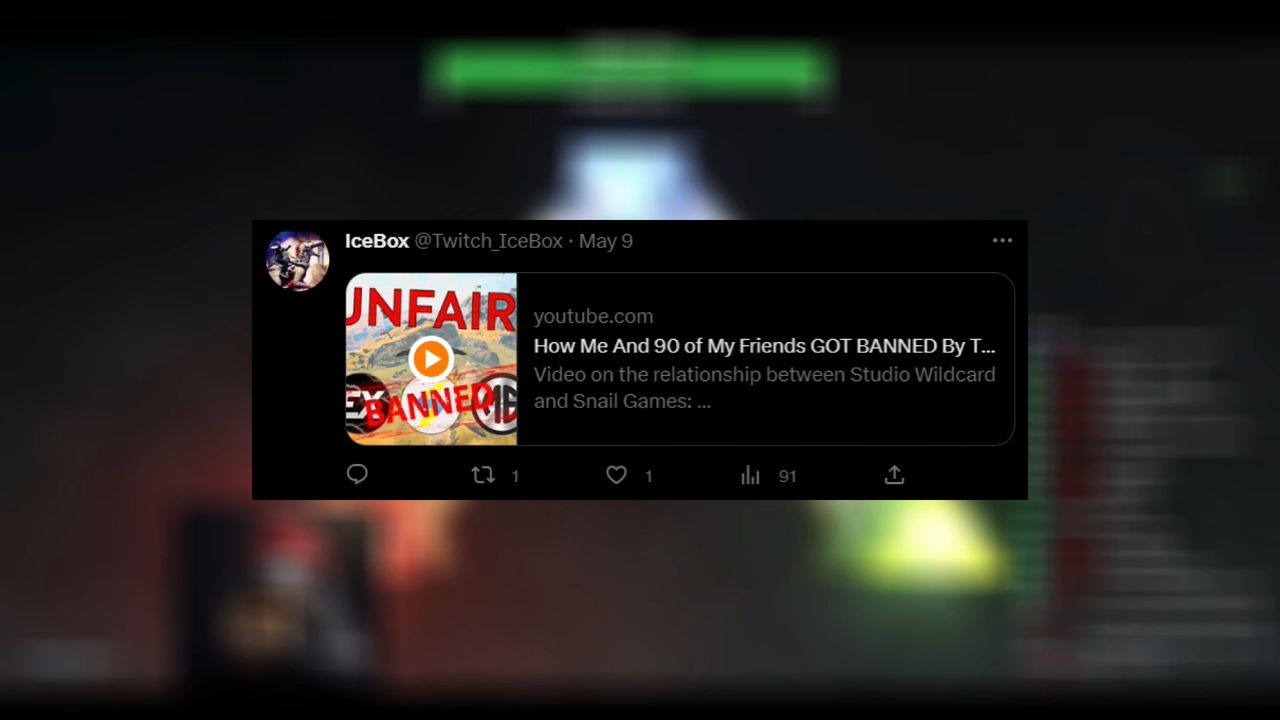 IceBox @Twitch_IceBox · May 9
UNFAIR
youtube.com
How Me And 90 of My Friends GOT BANNED By T...
Video on the relationship between Studio Wildcard
and Snail Games: ...
BANNED
1 1 91